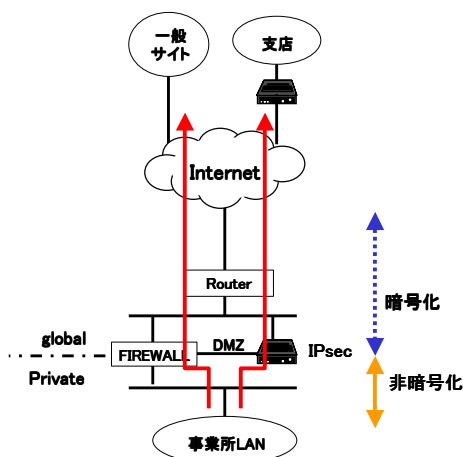 一般
サイト
支店
Internet
Router
暗号化
global
DMZ
FIREWALL
IPsec
Private
非暗号化
事業所LAN